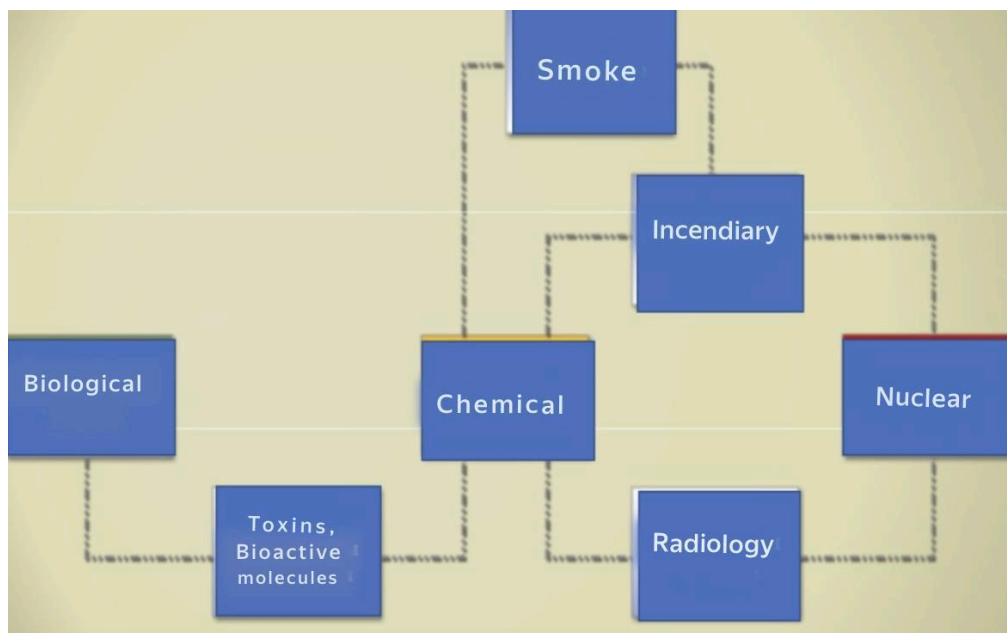 Smoke
Incendiary
Biological
Chemical
Nuclear
Toxins,
Bioactive
molecules
Radiology